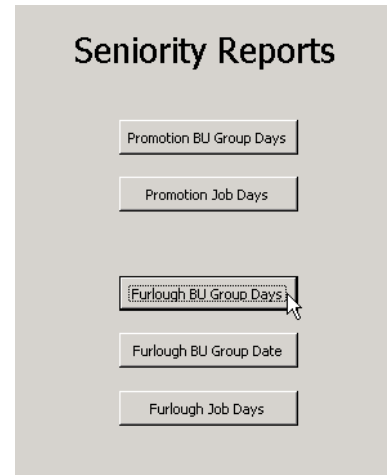 Seniority Reports
Promotion BU Group Days
Promotion Job Days
Furlough BU Group Days
Furlough BU Group Date
Furlough Job Days